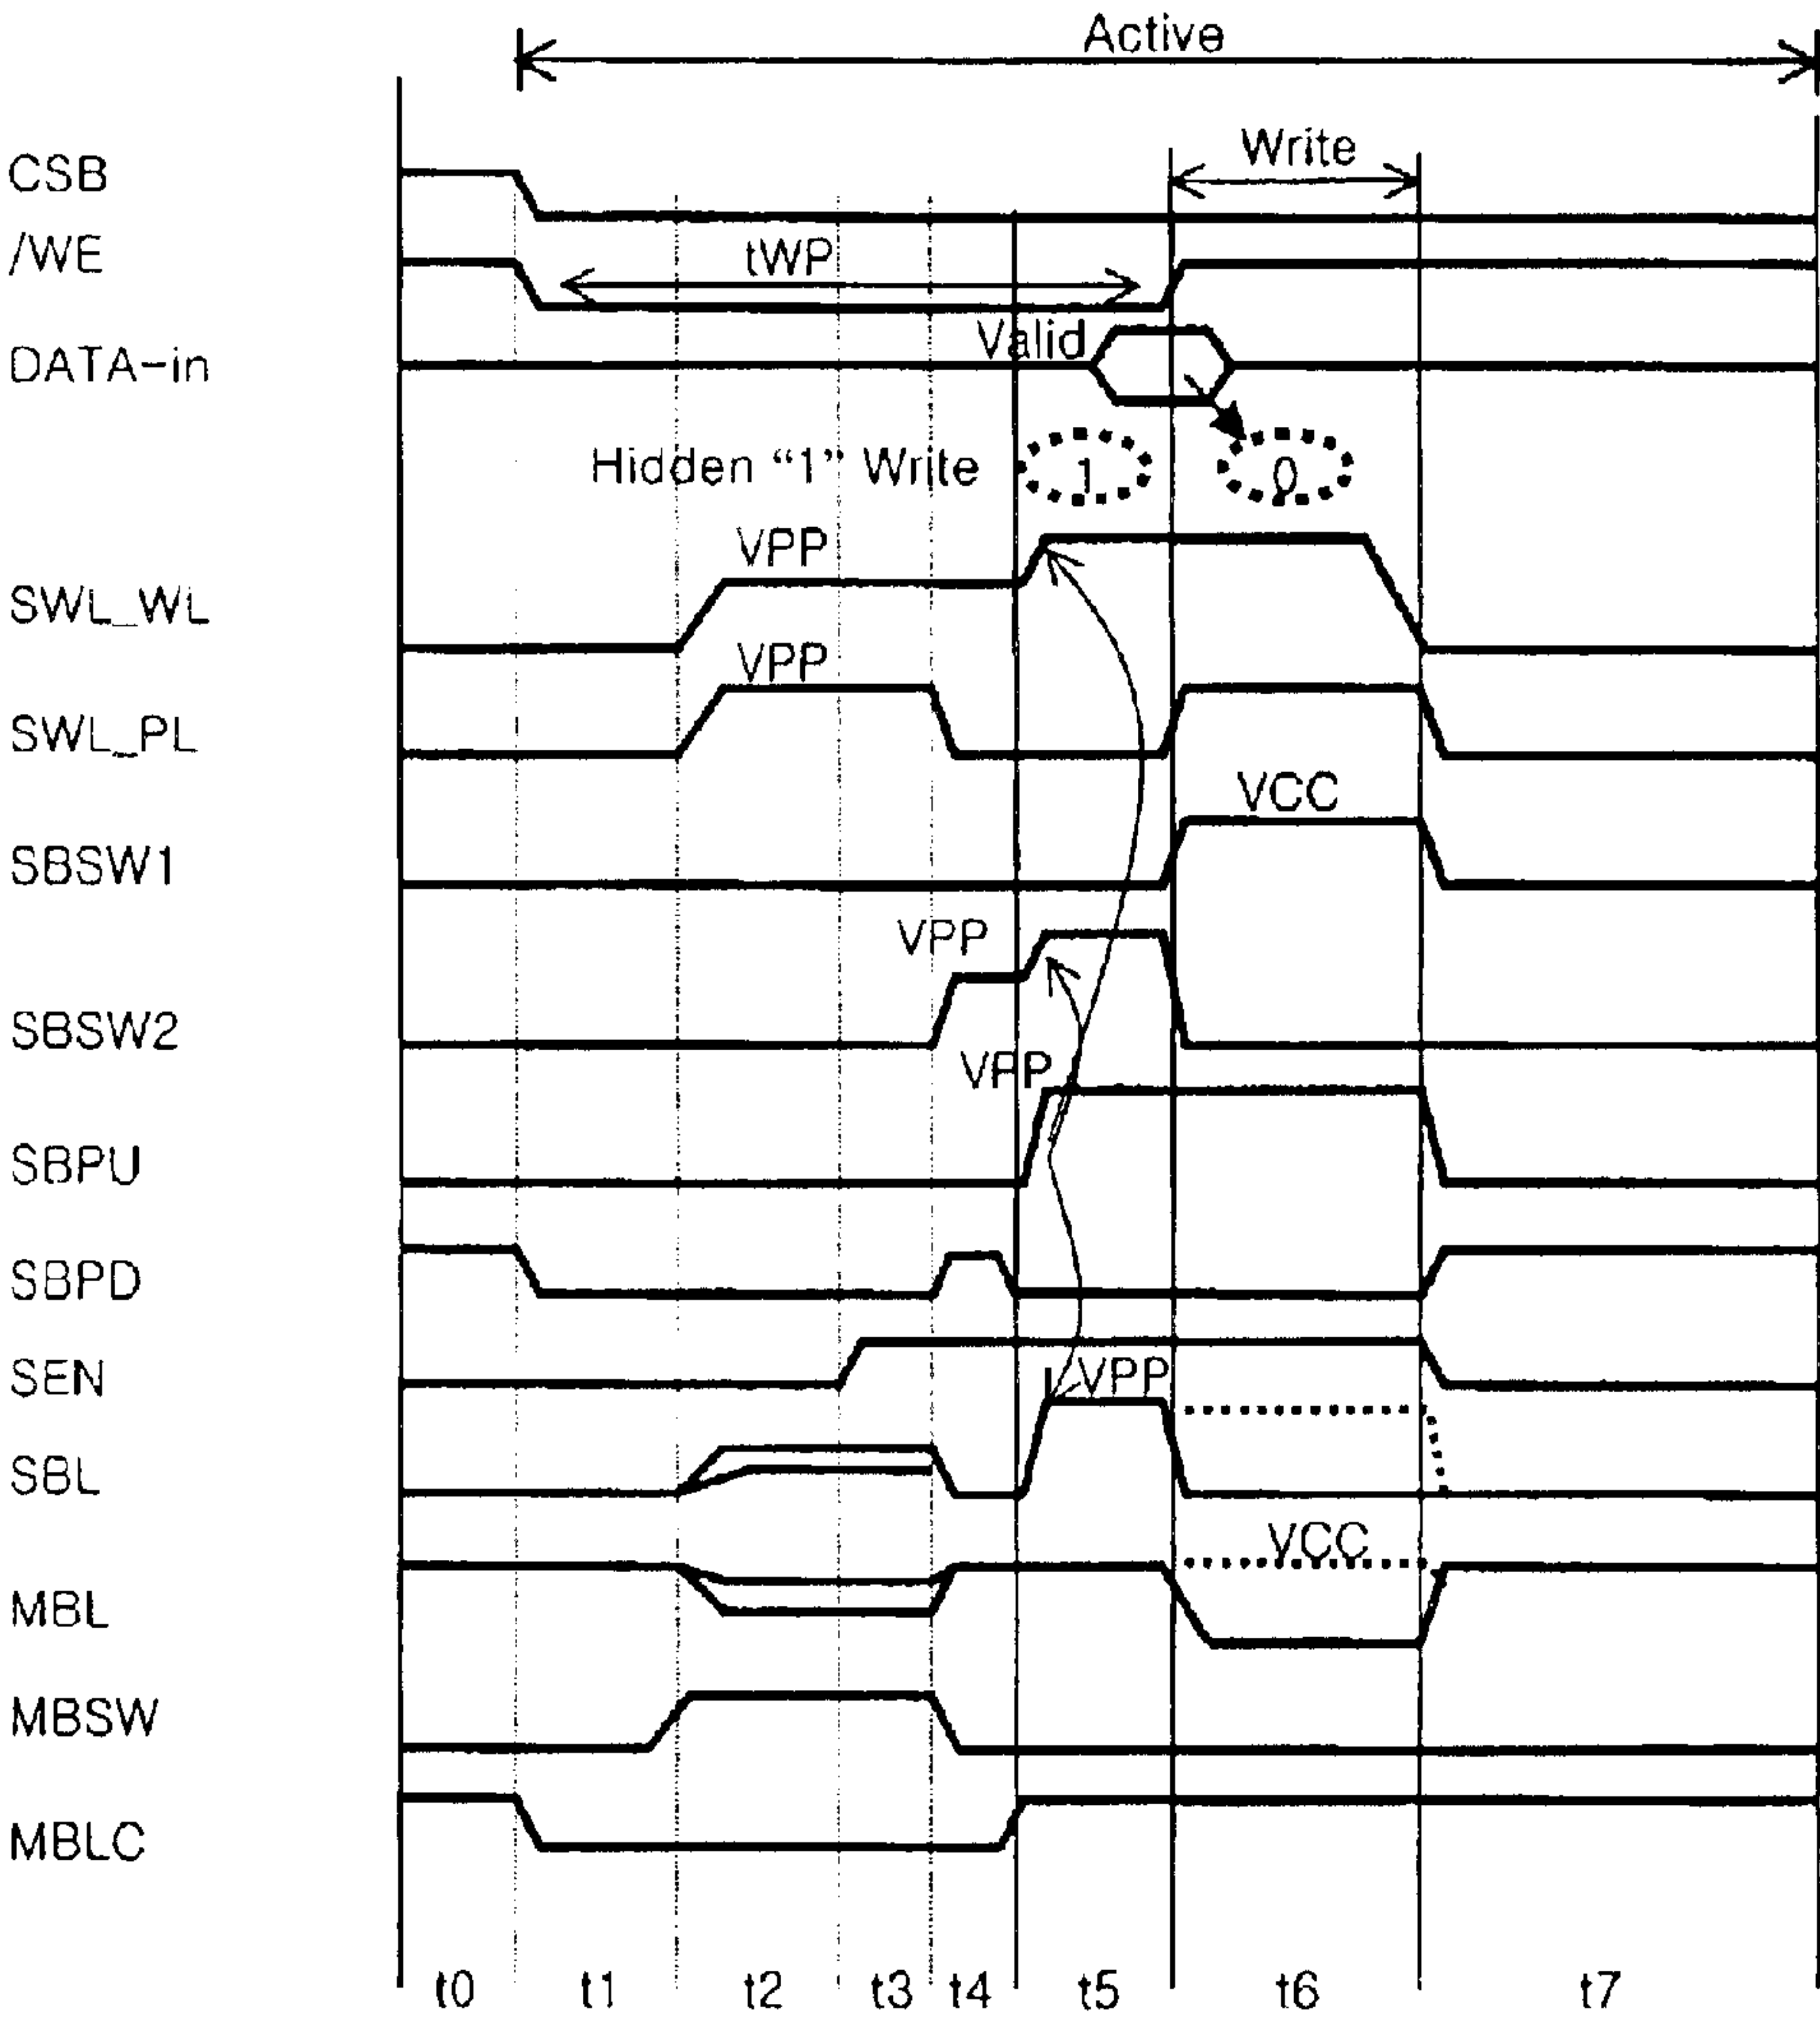 Active
CSB
Write
/WE
tWP
DATA-in
Valid
Hidden “1” Write
1
0
SWL_WL
VPP
SWL_PL
VPP
SBSW1
VCC
SBSW2
VPP
SBPU
VPP
SBPD
SEN
VPP
SBL
MBL
VCC
MBSW
MBLC
t0 t1 t2 t3 t4 t5 t6 t7